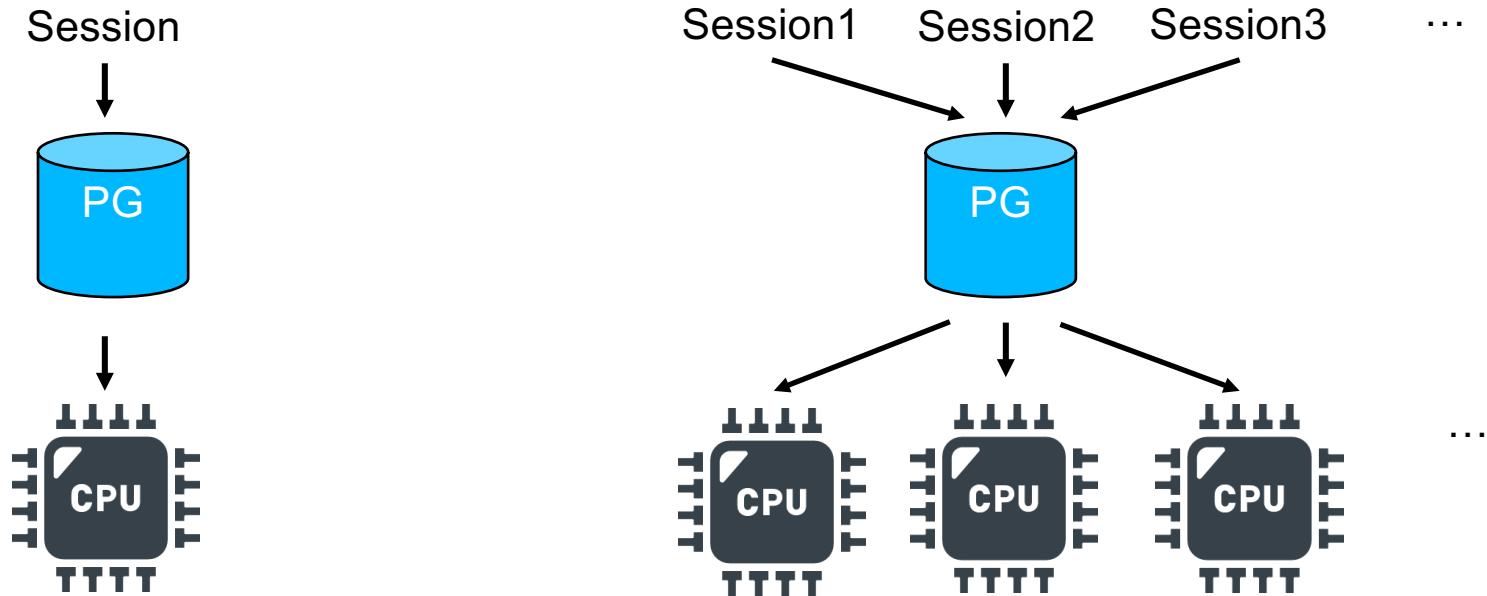 Session
PG
CPU
Session1 Session2 Session3 ...
PG
CPU CPU CPU ...